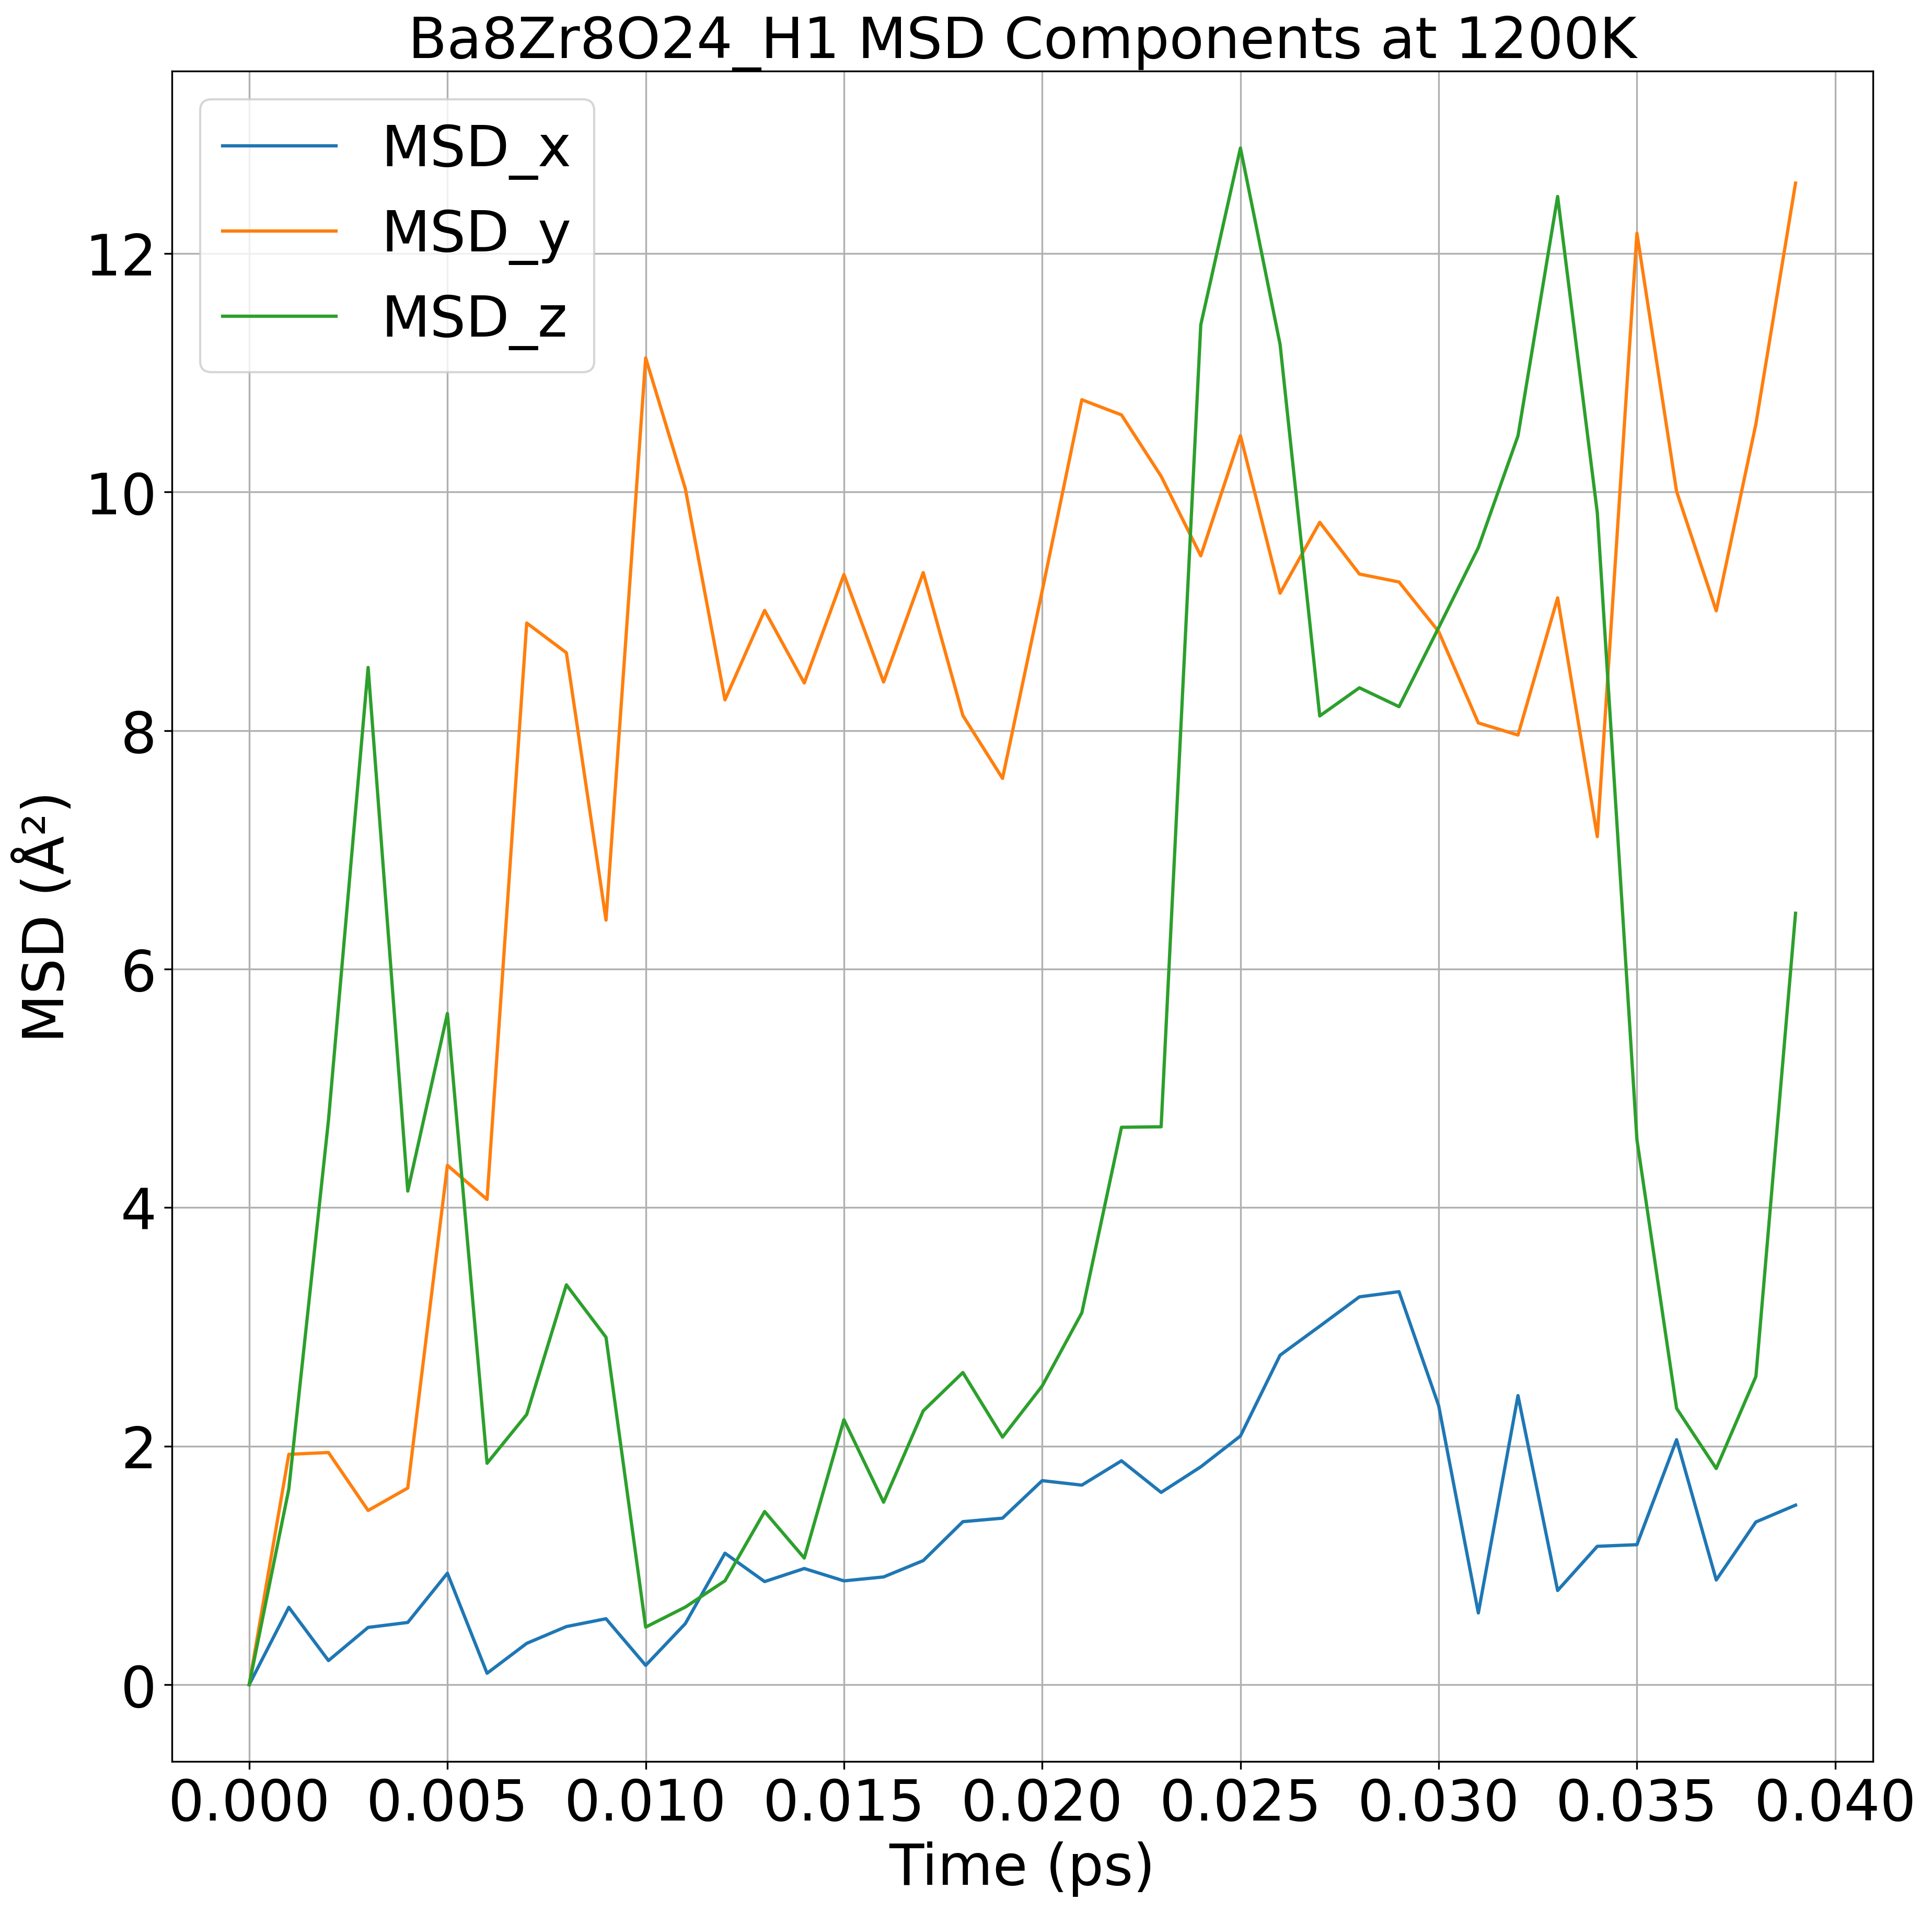 Ba8Zr8O24_H1 MSD Components at 1200K
MSD_x
MSD_y
MSD_z
12
10
8
6
4
2
0
MSD (Å²)
0.000 0.005 0.010 0.015 0.020 0.025 0.030 0.035 0.040
Time (ps)